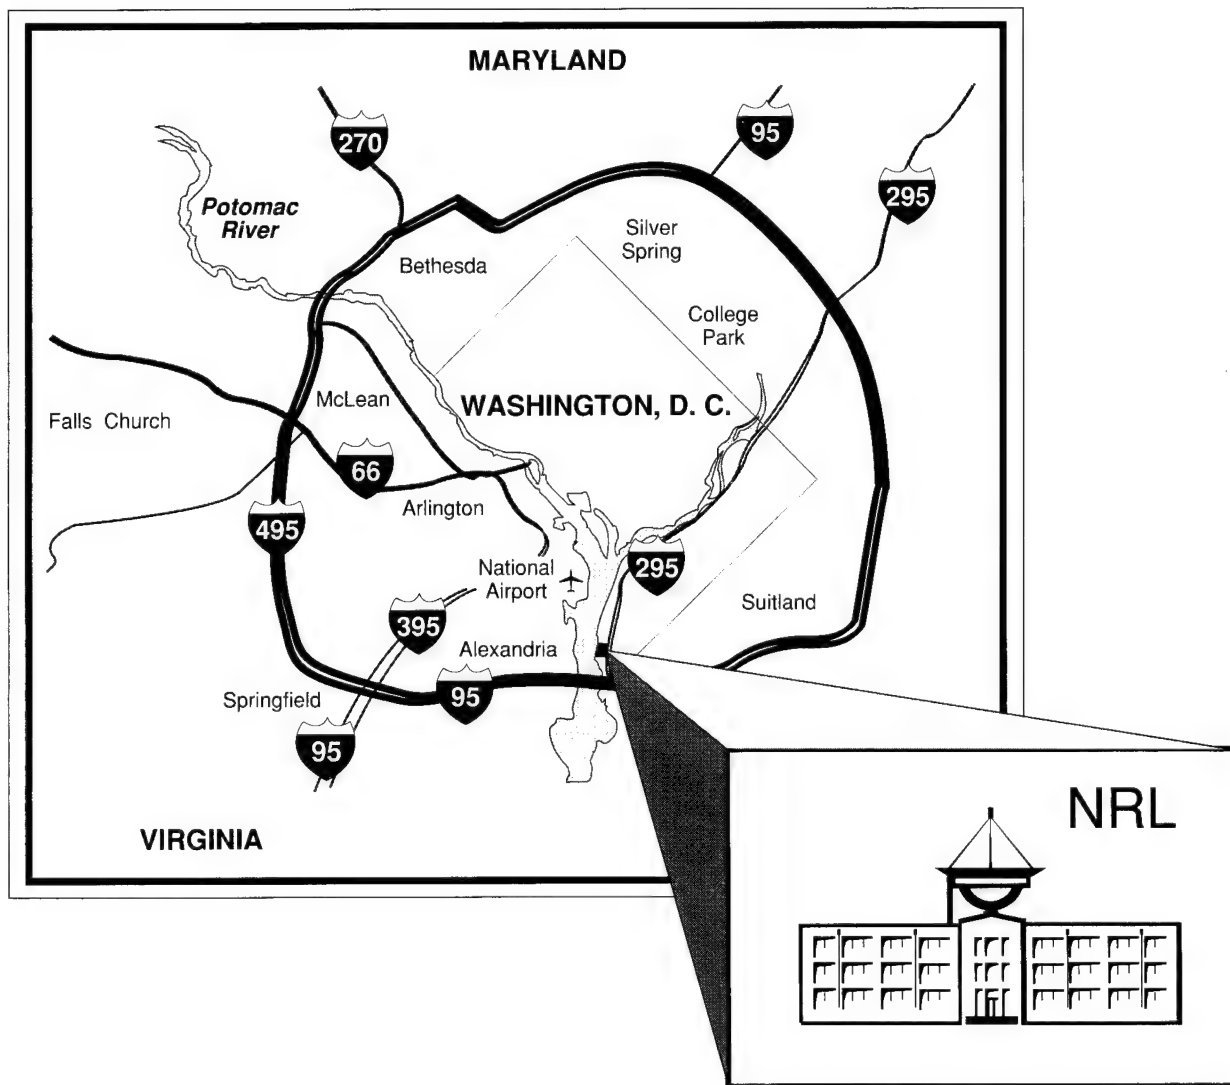 MARYLAND
270
95
295
Potomac
River
Silver
Spring
Bethesda
College
Park
McLean
WASHINGTON, D. C.
Falls Church
66
Arlington
495
National
Airport
295
395
Suitland
Alexandria
Springfield
95
95
VIRGINIA
NRL